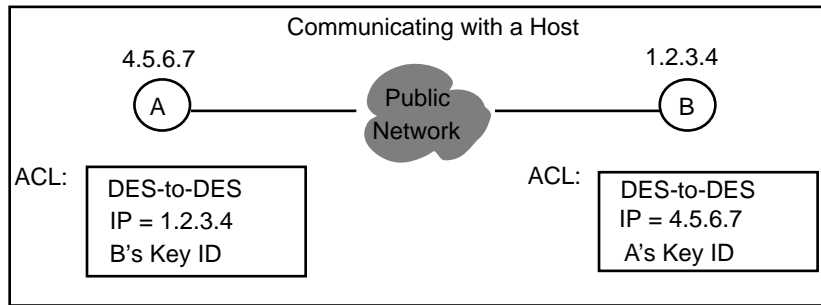 Communicating with a Host
4.5.6.7
1.2.3.4
A
Public
Network
B
ACL:
DES-to-DES
IP = 1.2.3.4
B's Key ID
ACL:
DES-to-DES
IP = 4.5.6.7
A's Key ID